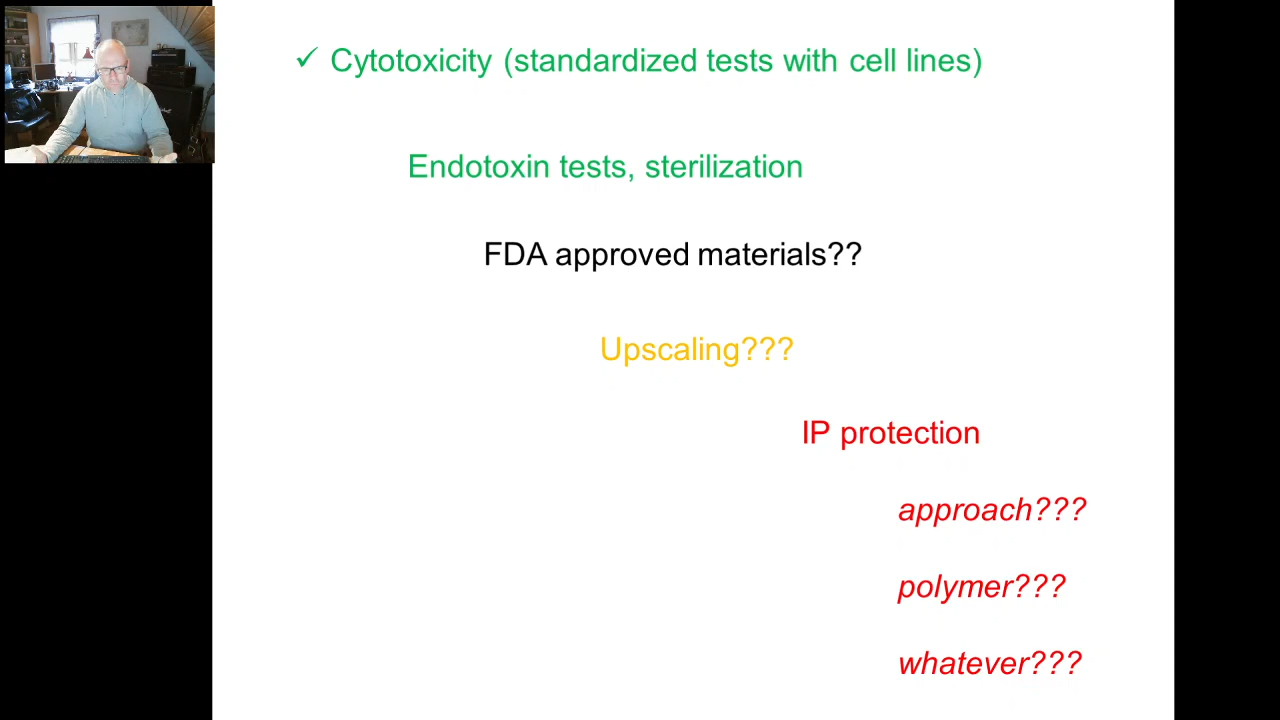 ✓ Cytotoxicity (standardized tests with cell lines)
Endotoxin tests, sterilization
FDA approved materials??
Upscaling???
IP protection
approach???
polymer???
whatever???